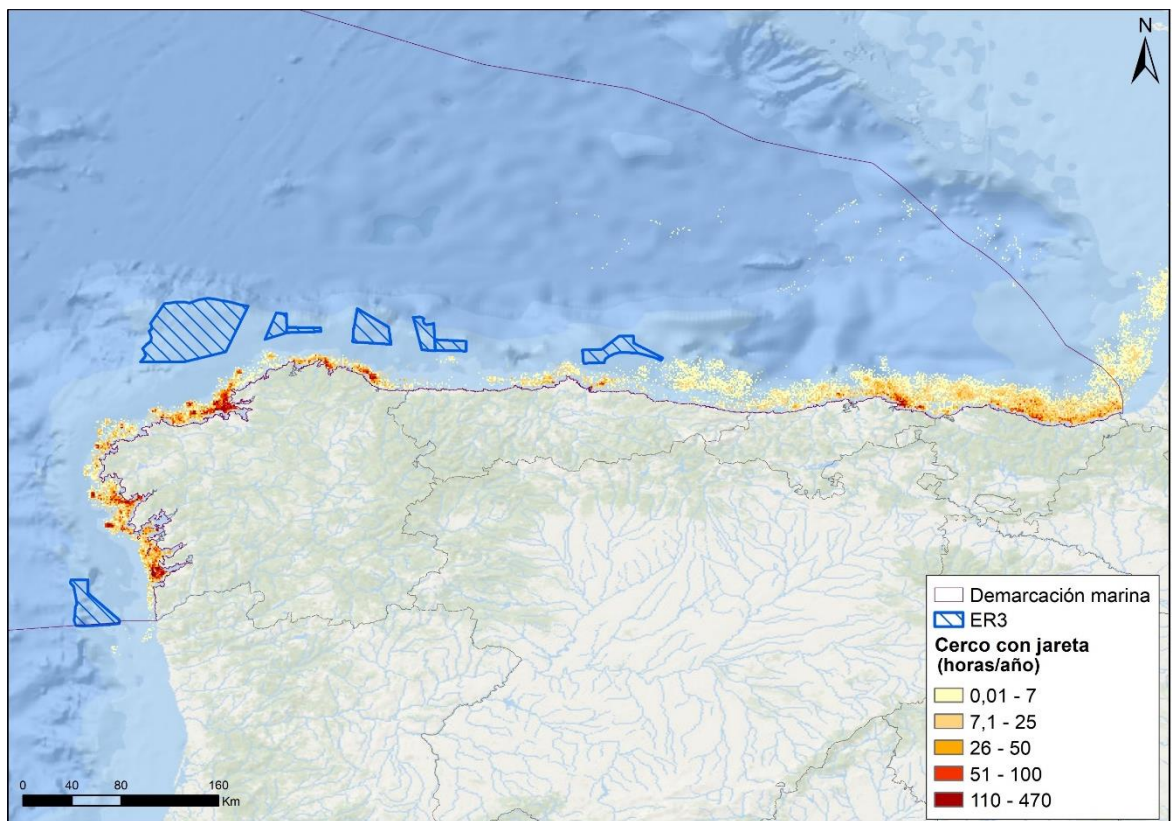 N
Demarcación marina
ER3
Cerco con jareta
(horas/año)
0,01 - 7
7,1 - 25
26 - 50
51 - 100
110 - 470
0 40 80 160
Km